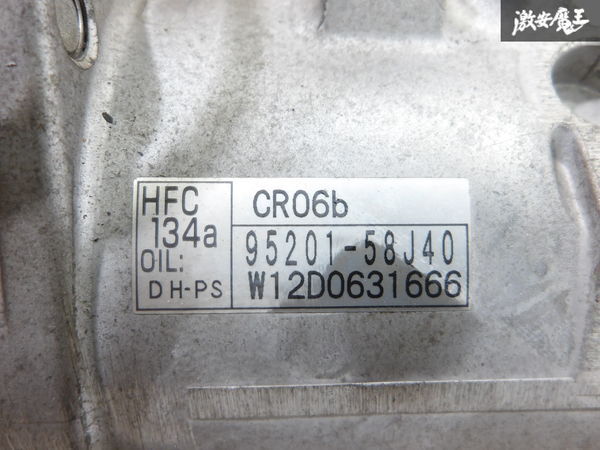 激安魔王
HFC
134a
OIL:
DH-PS
CR06b
95201-58J40
W12D0631666